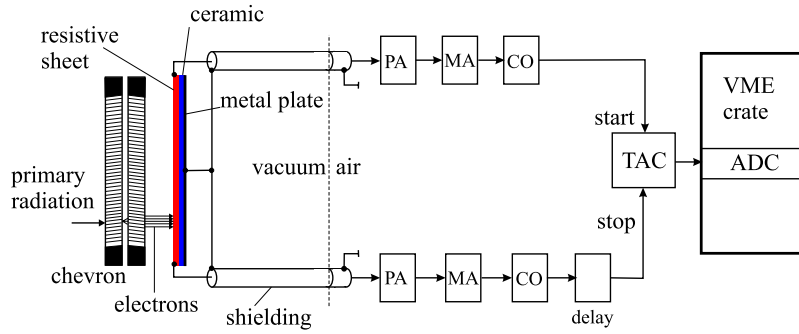 ceramic
resistive
sheet
metal plate
primary
radiation
chevron
electrons
shielding
vacuum air
PA
MA
CO
start
TAC
stop
VME
crate
ADC
PA
MA
CO
delay